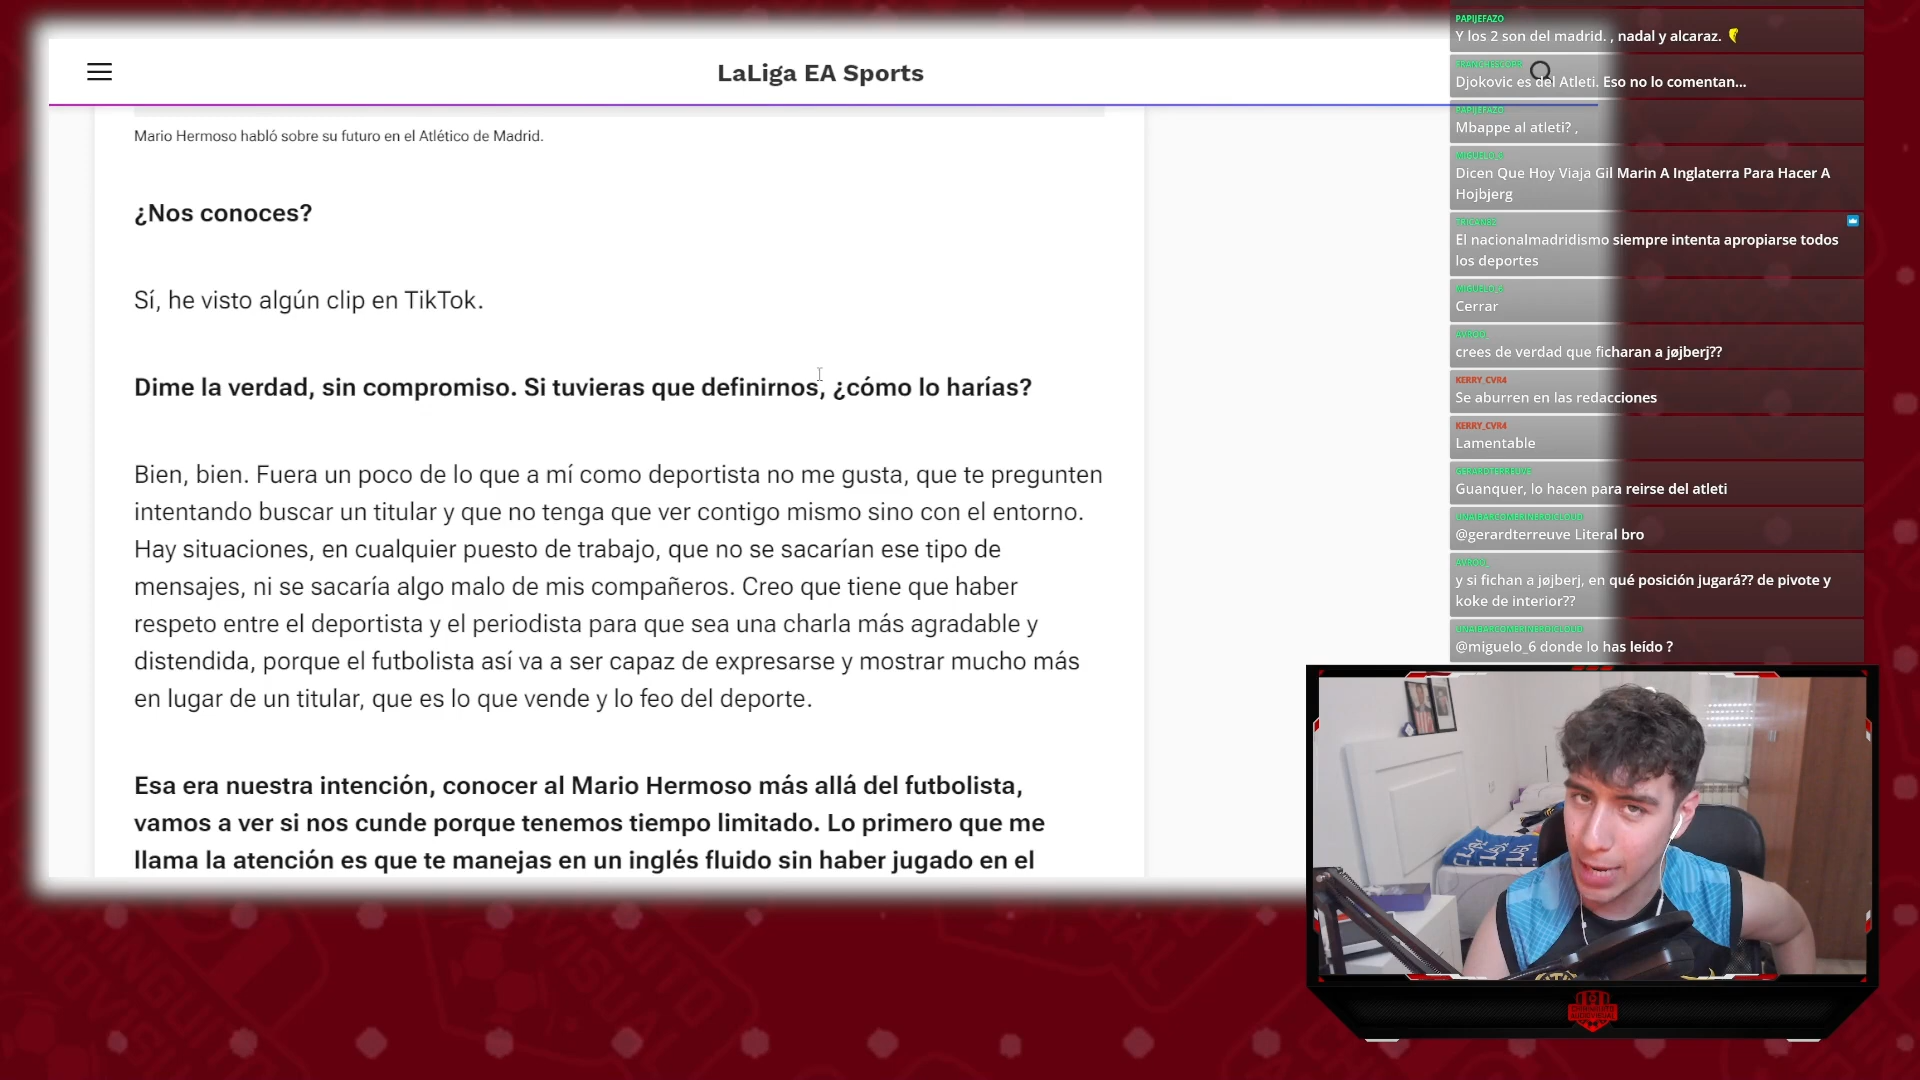 LaLiga EA Sports
Mario Hermoso habló sobre su futuro en el Atlético de Madrid.
¿Nos conoces?
Sí, he visto algún clip en TikTok.
Dime la verdad, sin compromiso. Si tuvieras que definirnos, ¿cómo lo harías?
Bien, bien. Fuera un poco de lo que a mí como deportista no me gusta, que te pregunten
intentando buscar un titular y que no tenga que ver contigo mismo sino con el entorno.
Hay situaciones, en cualquier puesto de trabajo, que no se sacarían ese tipo de
mensajes, ni se sacaría algo malo de mis compañeros. Creo que tiene que haber
respeto entre el deportista y el periodista para que sea una charla más agradable y
distendida, porque el futbolista así va a ser capaz de expresarse y mostrar mucho más
en lugar de un titular, que es lo que vende y lo feo del deporte.
Esa era nuestra intención, conocer al Mario Hermoso más allá del futbolista,
vamos a ver si nos cunde porque tenemos tiempo limitado. Lo primero que me
llama la atención es que te manejas en un inglés fluido sin haber jugado en el
PAPIJEFAZO
Y los 2 son del madrid. , nadal y alcaraz.
Djokovic es del Atleti. Eso no lo comentan...
PAPIJEFAZO
Mbappe al atleti? ,
MIGUELO_6
Dicen Que Hoy Viaja Gil Marin A Inglaterra Para Hacer A
Hojbjerg
El nacionalmadridismo siempre intenta apropiarse todos
los deportes
MIGUELO_6
Cerrar
crees de verdad que ficharan a jøjberj??
KERRY_CVR4
Se aburren en las redacciones
KERRY_CVR4
Lamentable
GERARDTERREUVE
Guanquer, lo hacen para reirse del atleti
@gerardterreuve Literal bro
y si fichan a jøjberj, en qué posición jugará?? de pivote y
koke de interior??
@miguelo_6 donde lo has leído ?